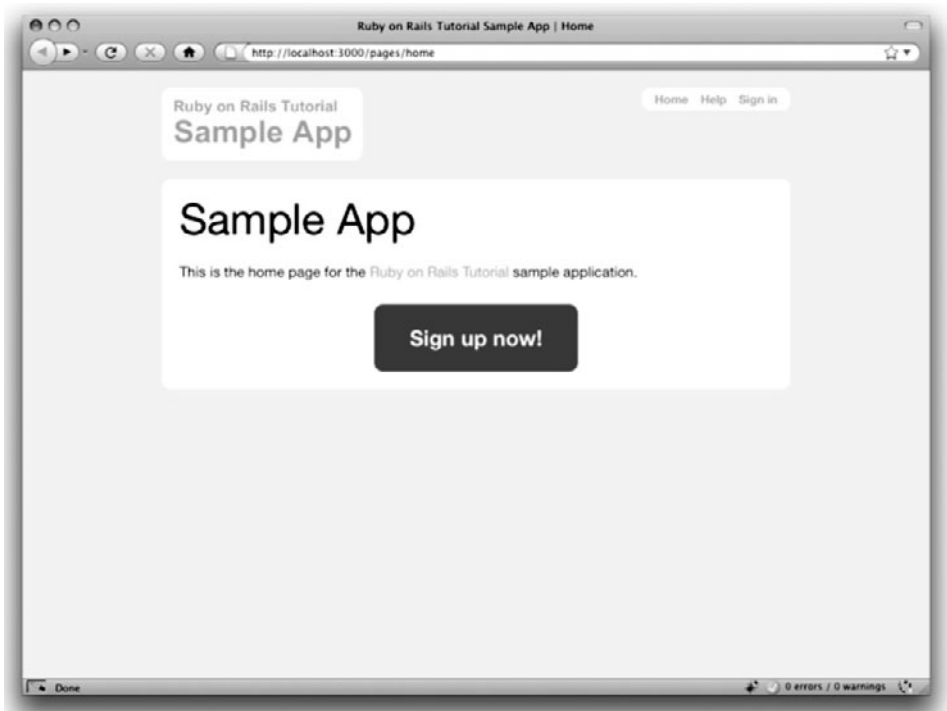 Ruby on Rails Tutorial Sample App | Home
http://localhost:3000/pages/home
Ruby on Rails Tutorial
Sample App
Home Help Sign in
Sample App
This is the home page for the Ruby on Rails Tutorial sample application.
Sign up now!
Done
0 errors / 0 warnings